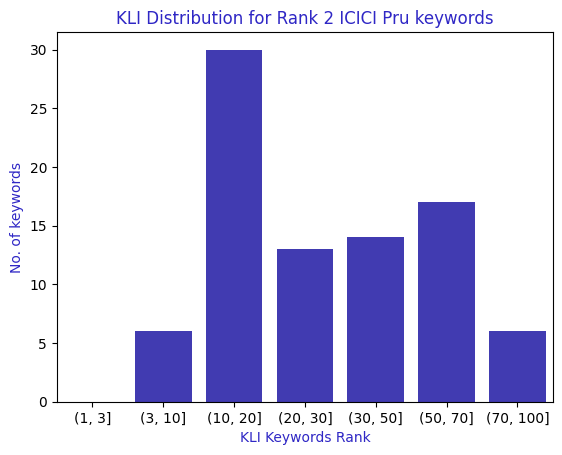 KLI Distribution for Rank 2 ICICI Pru keywords
No. of keywords
30
25
20
15
10
5
0
(1, 3] (3, 10] (10, 20] (20, 30] (30, 50] (50, 70] (70, 100]
KLI Keywords Rank